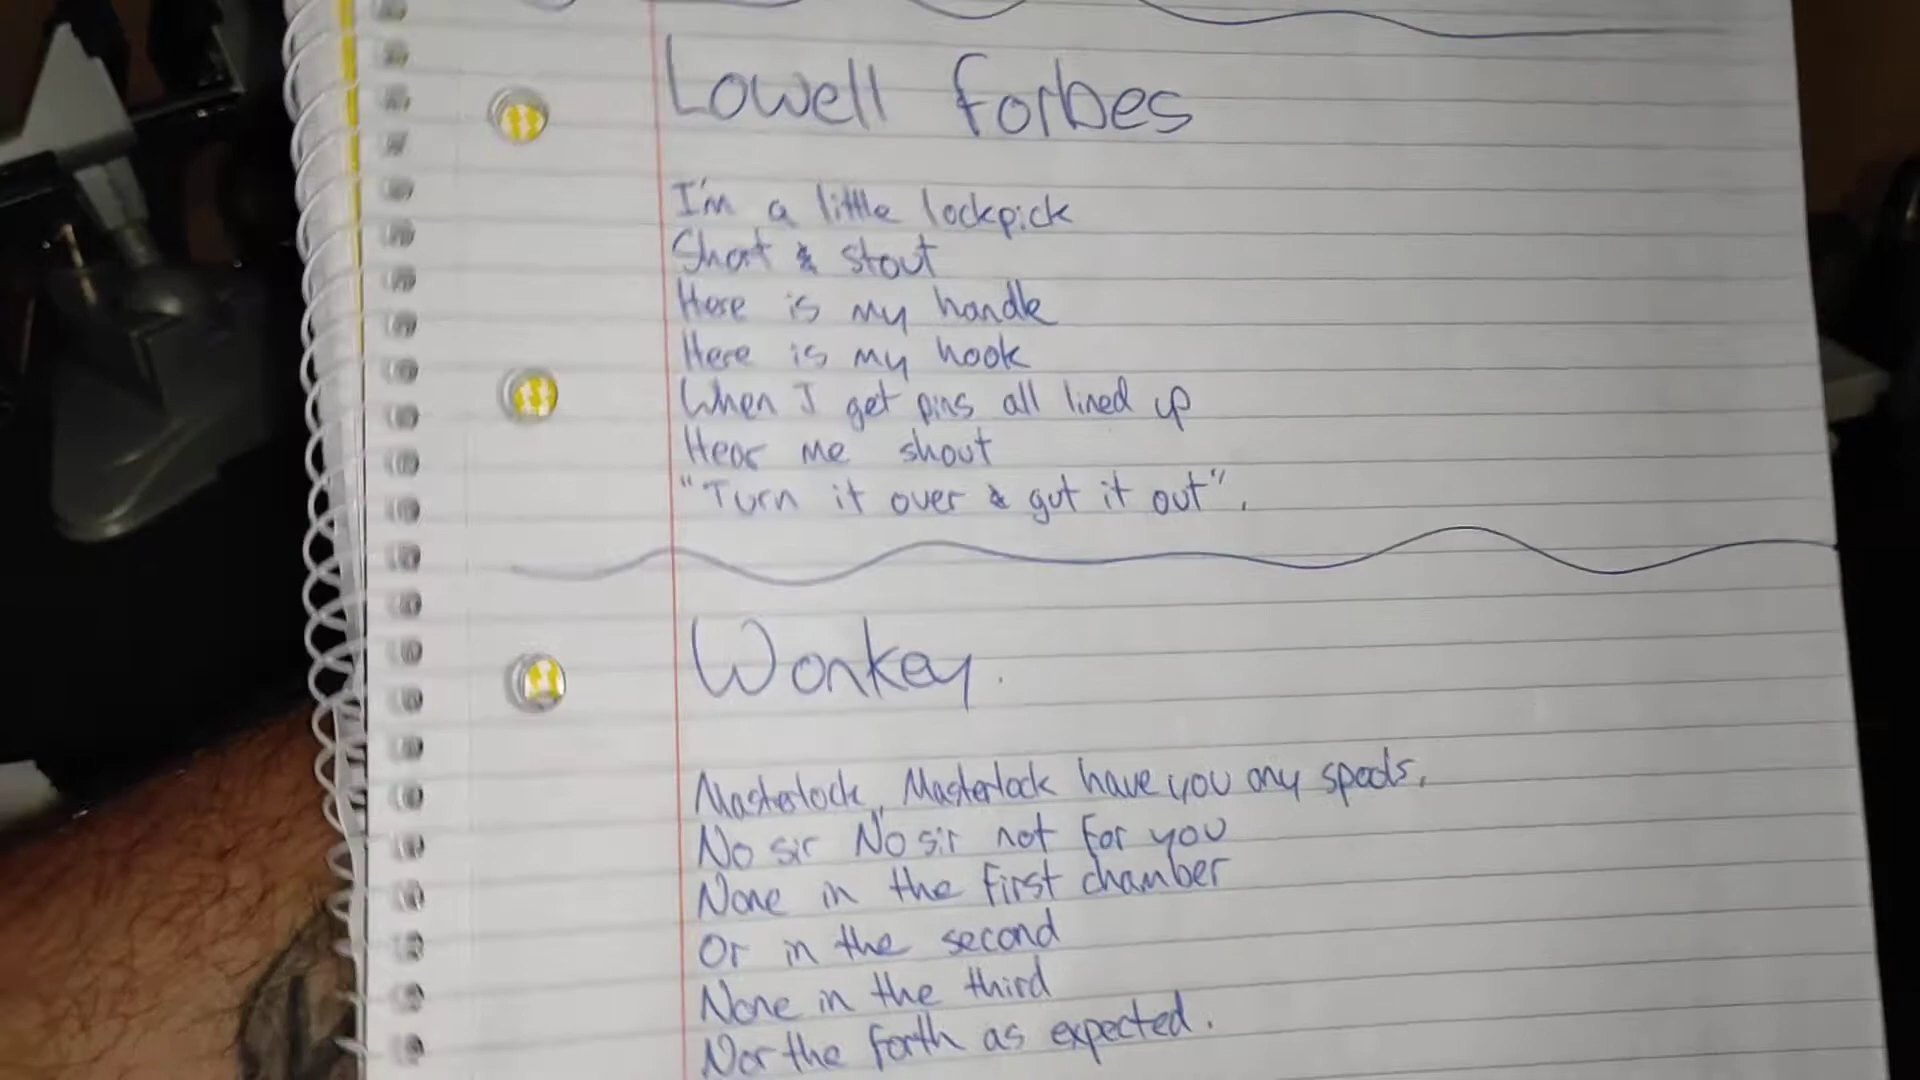 Lowell Forbes
I'm a little lockpick
Short & stout
Here is my handle
Here is my hook
When I get pins all lined up
Hear me shout
"Turn it over & gut it out".
Wonkey.
Masterlock, Masterlock have you any spools.
No sir No sir not for you
None in the first chamber
Or in the second
None in the third
Nor the forth as expected.